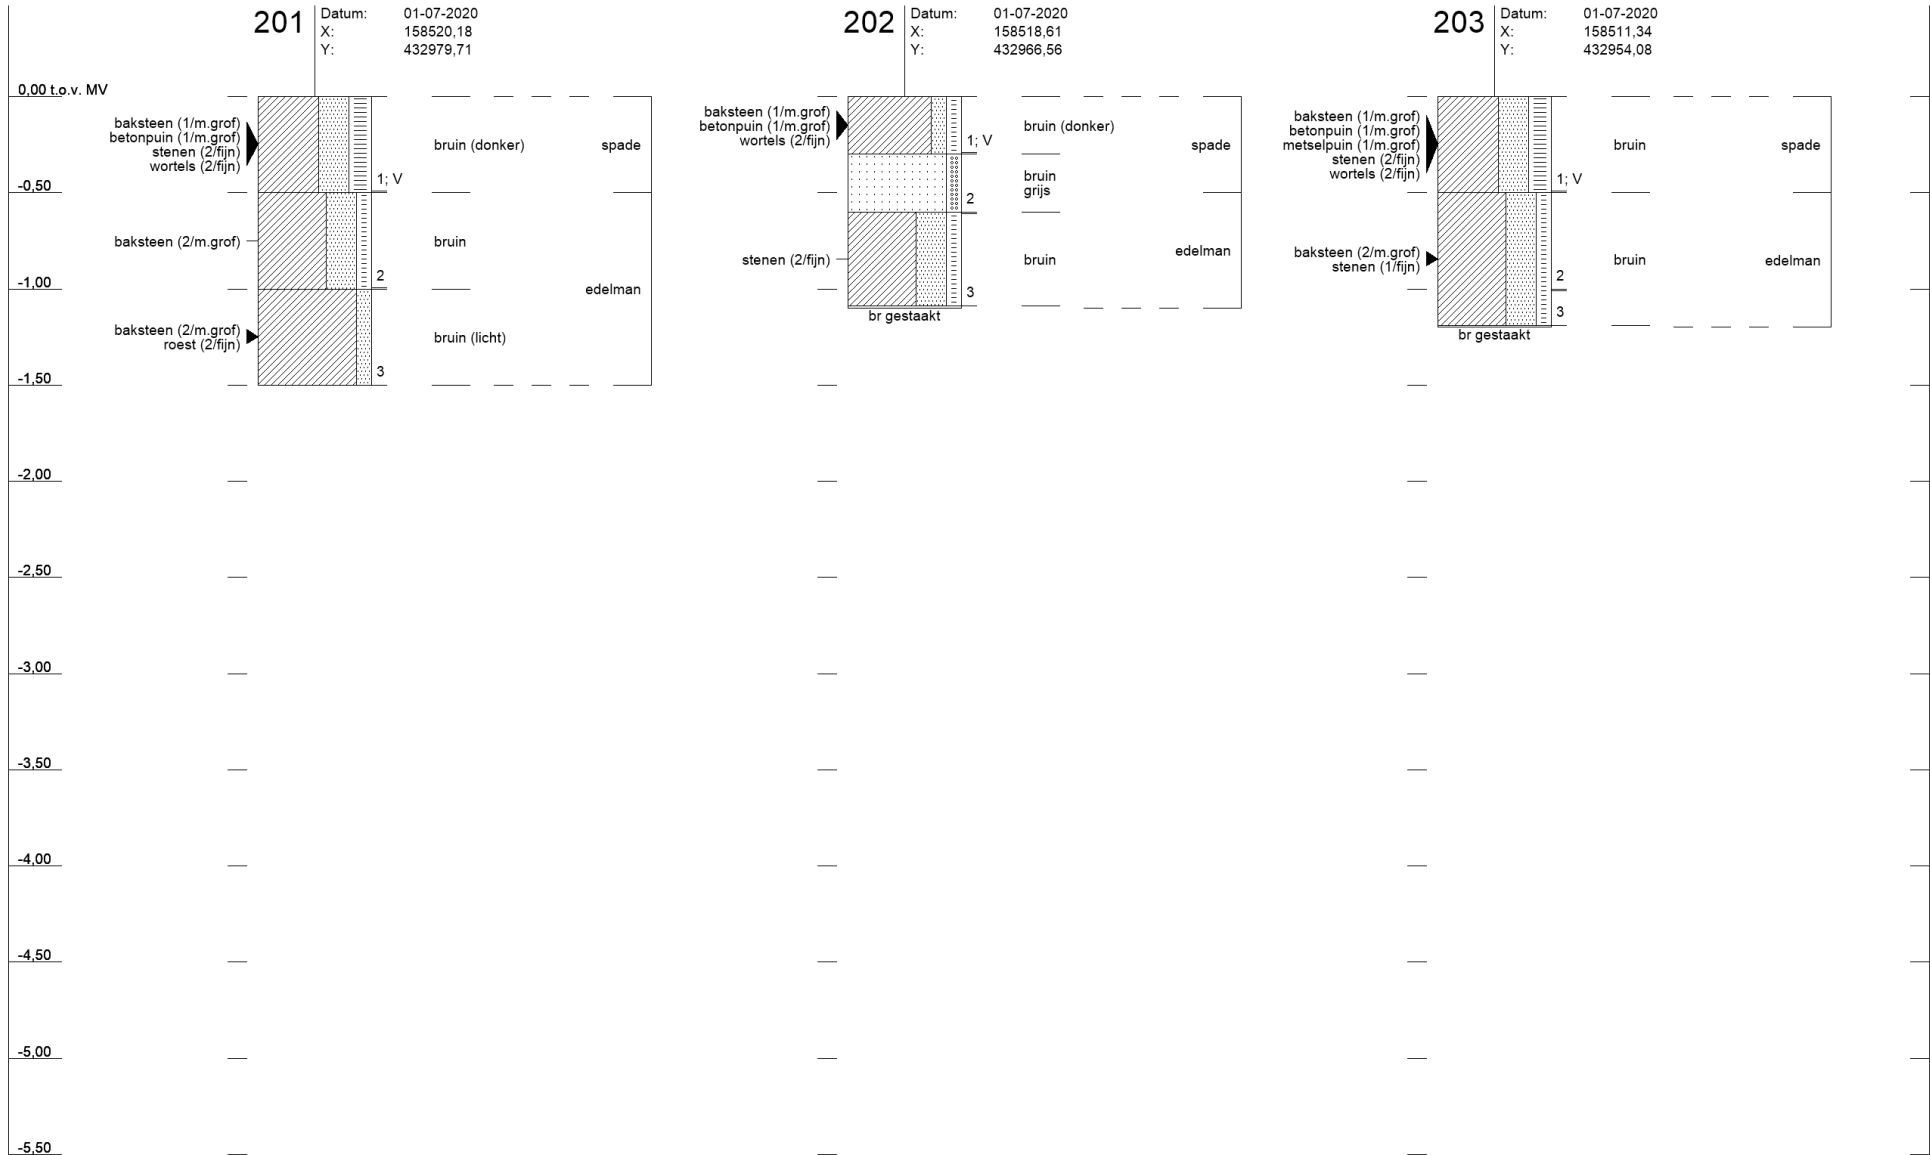 201
Datum: 01-07-2020
X: 158520,18
Y: 432979,71
202
Datum: 01-07-2020
X: 158518,61
Y: 432966,56
203
Datum: 01-07-2020
X: 158511,34
Y: 432954,08
0,00 t.o.v. MV
-0,50
-1,00
-1,50
-2,00
-2,50
-3,00
-3,50
-4,00
-4,50
-5,00
-5,50
baksteen (1/m.grof)
betonpuin (1/m.grof)
stenen (2/fijn)
wortels (2/fijn)
1; V
bruin (donker)
spade
baksteen (2/m.grof)
2
bruin
edelman
baksteen (2/m.grof)
roest (2/fijn)
3
bruin (licht)
baksteen (1/m.grof)
betonpuin (1/m.grof)
wortels (2/fijn)
1; V
bruin (donker)
spade
2
bruin
grijs
stenen (2/fijn)
3
bruin
edelman
br gestaakt
baksteen (1/m.grof)
betonpuin (1/m.grof)
metselpuin (1/m.grof)
stenen (2/fijn)
wortels (2/fijn)
1; V
bruin
spade
baksteen (2/m.grof)
stenen (1/fijn)
2
3
bruin
edelman
br gestaakt